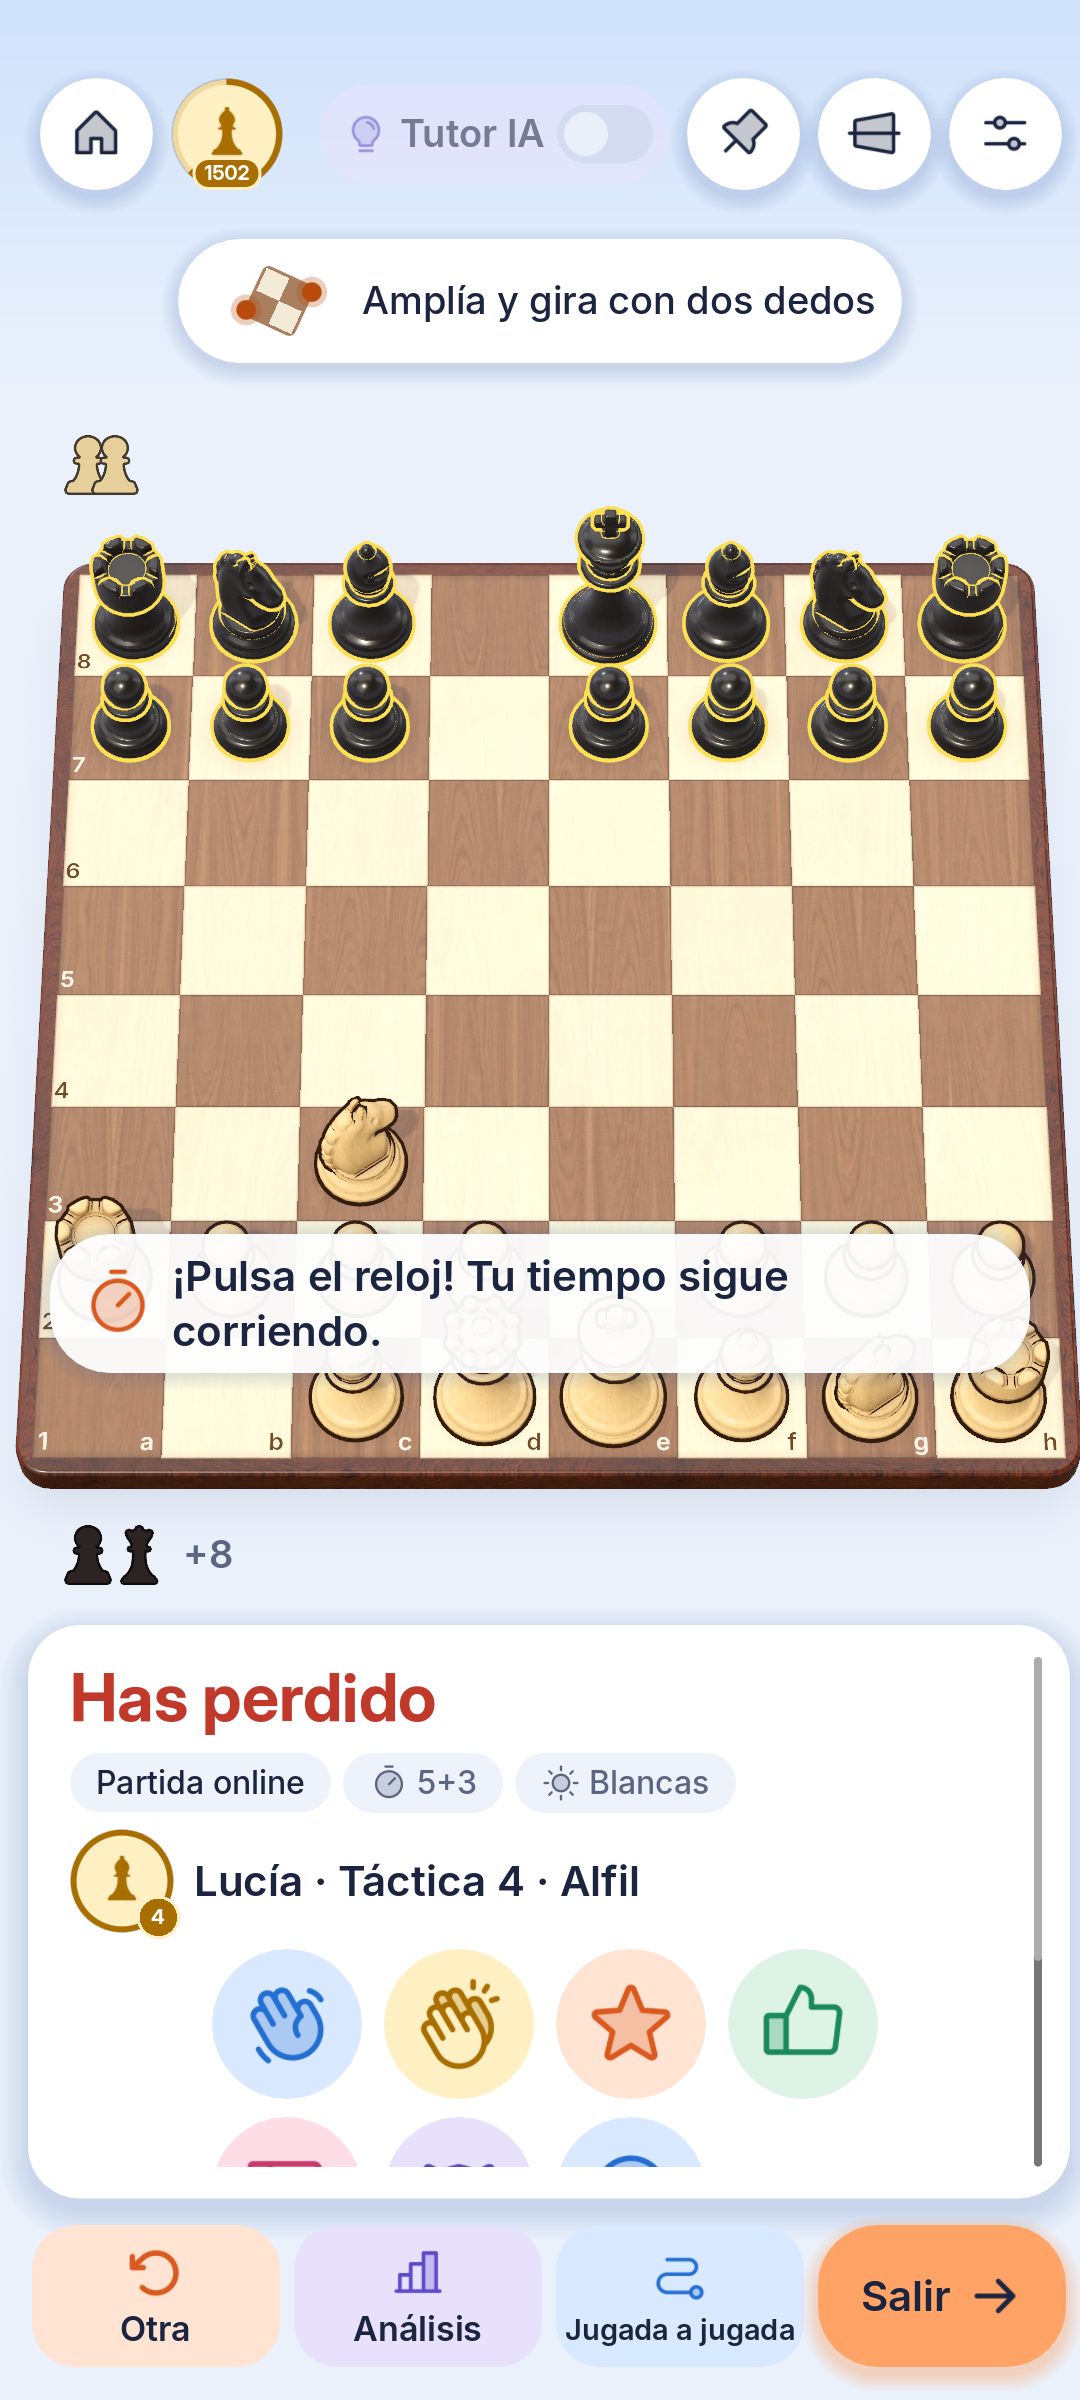 Tutor IA
1502
Amplía y gira con dos dedos
8
7
6
5
4
3
¡Pulsa el reloj! Tu tiempo sigue
corriendo.
2
1 a b c d e f g h
+8
Has perdido
Partida online
5+3
Blancas
4
Lucía · Táctica 4 · Alfil
Otra
Análisis
Jugada a jugada
Salir